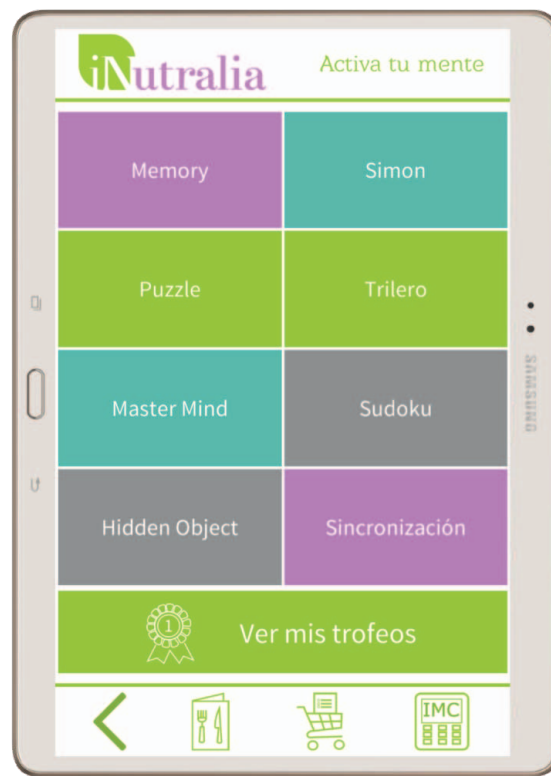 iNutralia
Activa tu mente
Memory
Simon
Puzzle
Trilero
Master Mind
Sudoku
Hidden Object
Sincronización
1
Ver mis trofeos
IMC
SAMSUNG